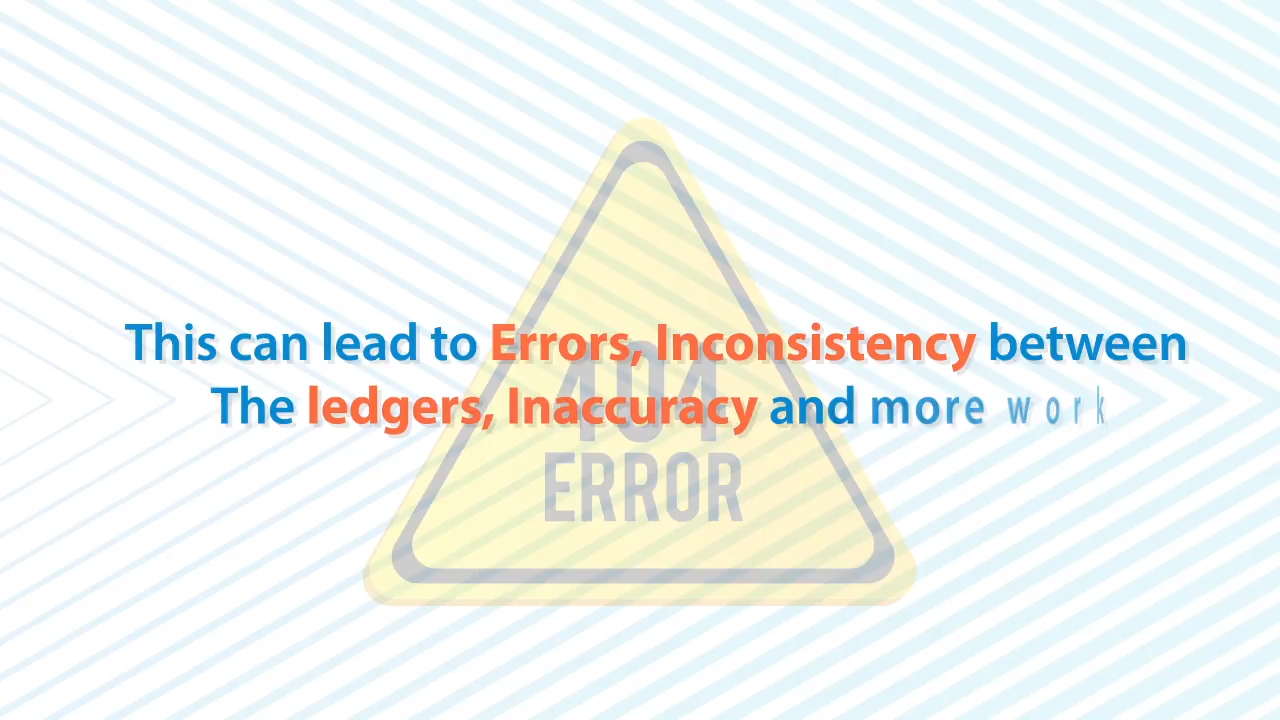 This can lead to Errors, Inconsistency between
The ledgers, Inaccuracy and more work
404
ERROR